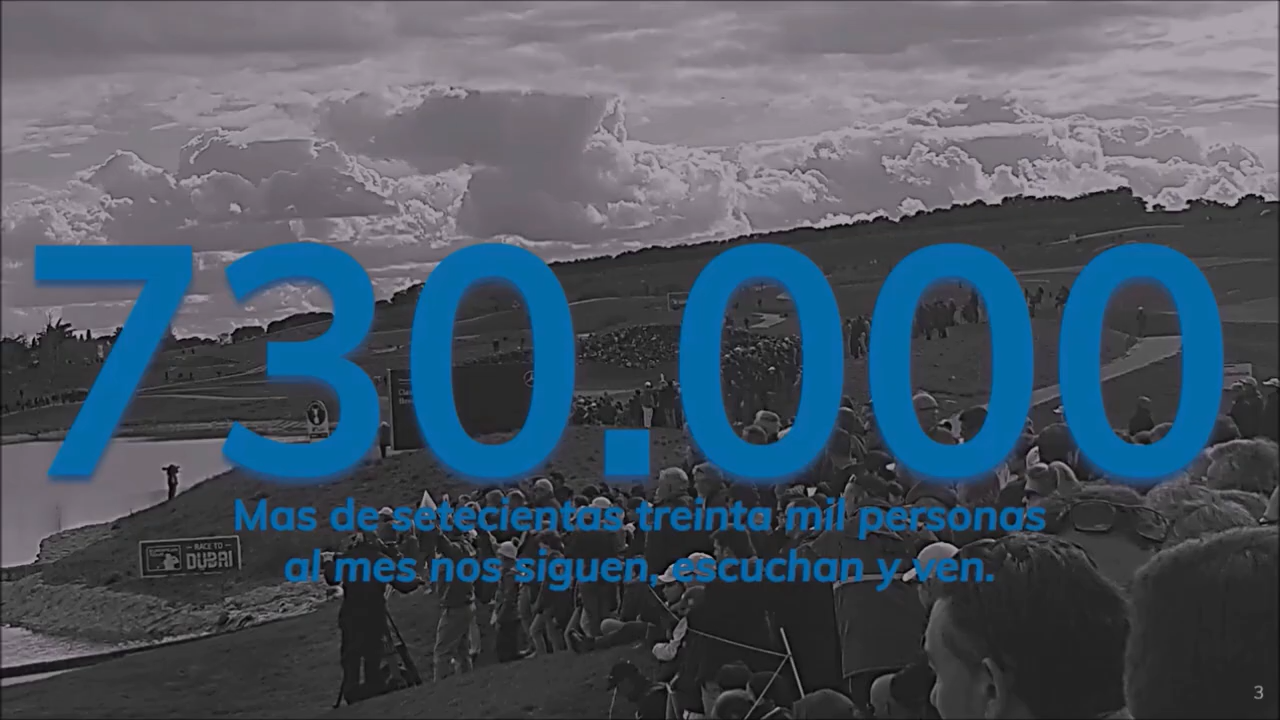 730.000
Mas de setecientas treinta mil personas
al mes nos siguen, escuchan y ven.
RACE TO
DUBAI
3